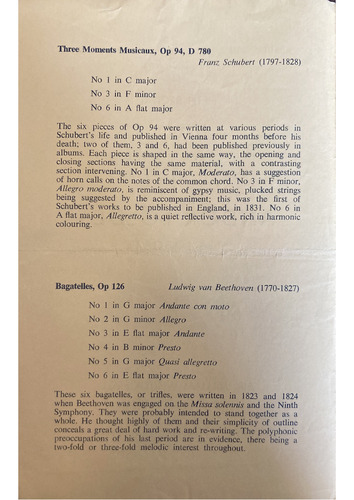 Three Moments Musicaux, Op 94, D 780
Franz Schubert (1797-1828)
No 1 in C major
No 3 in F minor
No 6 in A flat major
The six pieces of Op 94 were written at various periods in
Schubert's life and published in Vienna four months before his
death; two of them, 3 and 6, had been published previously in
albums. Each piece is shaped in the same way, the opening and
closing sections having the same material, with a contrasting
section intervening. No 1 in C major, Moderato, has a suggestion
of horn calls on the notes of the common chord. No 3 in F minor,
Allegro moderato, is reminiscent of gypsy music, plucked strings
being suggested by the accompaniment; this was the first of
Schubert's works to be published in England, in 1831. No 6 in
A flat major, Allegretto, is a quiet reflective work, rich in harmonic
colouring.
Bagatelles, Op 126 Ludwig van Beethoven (1770-1827)
No 1 in G major Andante con moto
No 2 in G minor Allegro
No 3 in E flat major Andante
No 4 in B minor Presto
No 5 in G major Quasi allegretto
No 6 in E flat major Presto
These six bagatelles, or trifles, were written in 1823 and 1824
when Beethoven was engaged on the Missa solennis and the Ninth
Symphony. They were probably intended to stand together as a
whole. He thought highly of them and their simplicity of outline
conceals a great deal of hard work and re-writing. The polyphonic
preoccupations of his last period are in evidence, there being a
two-fold or three-fold melodic interest throughout.